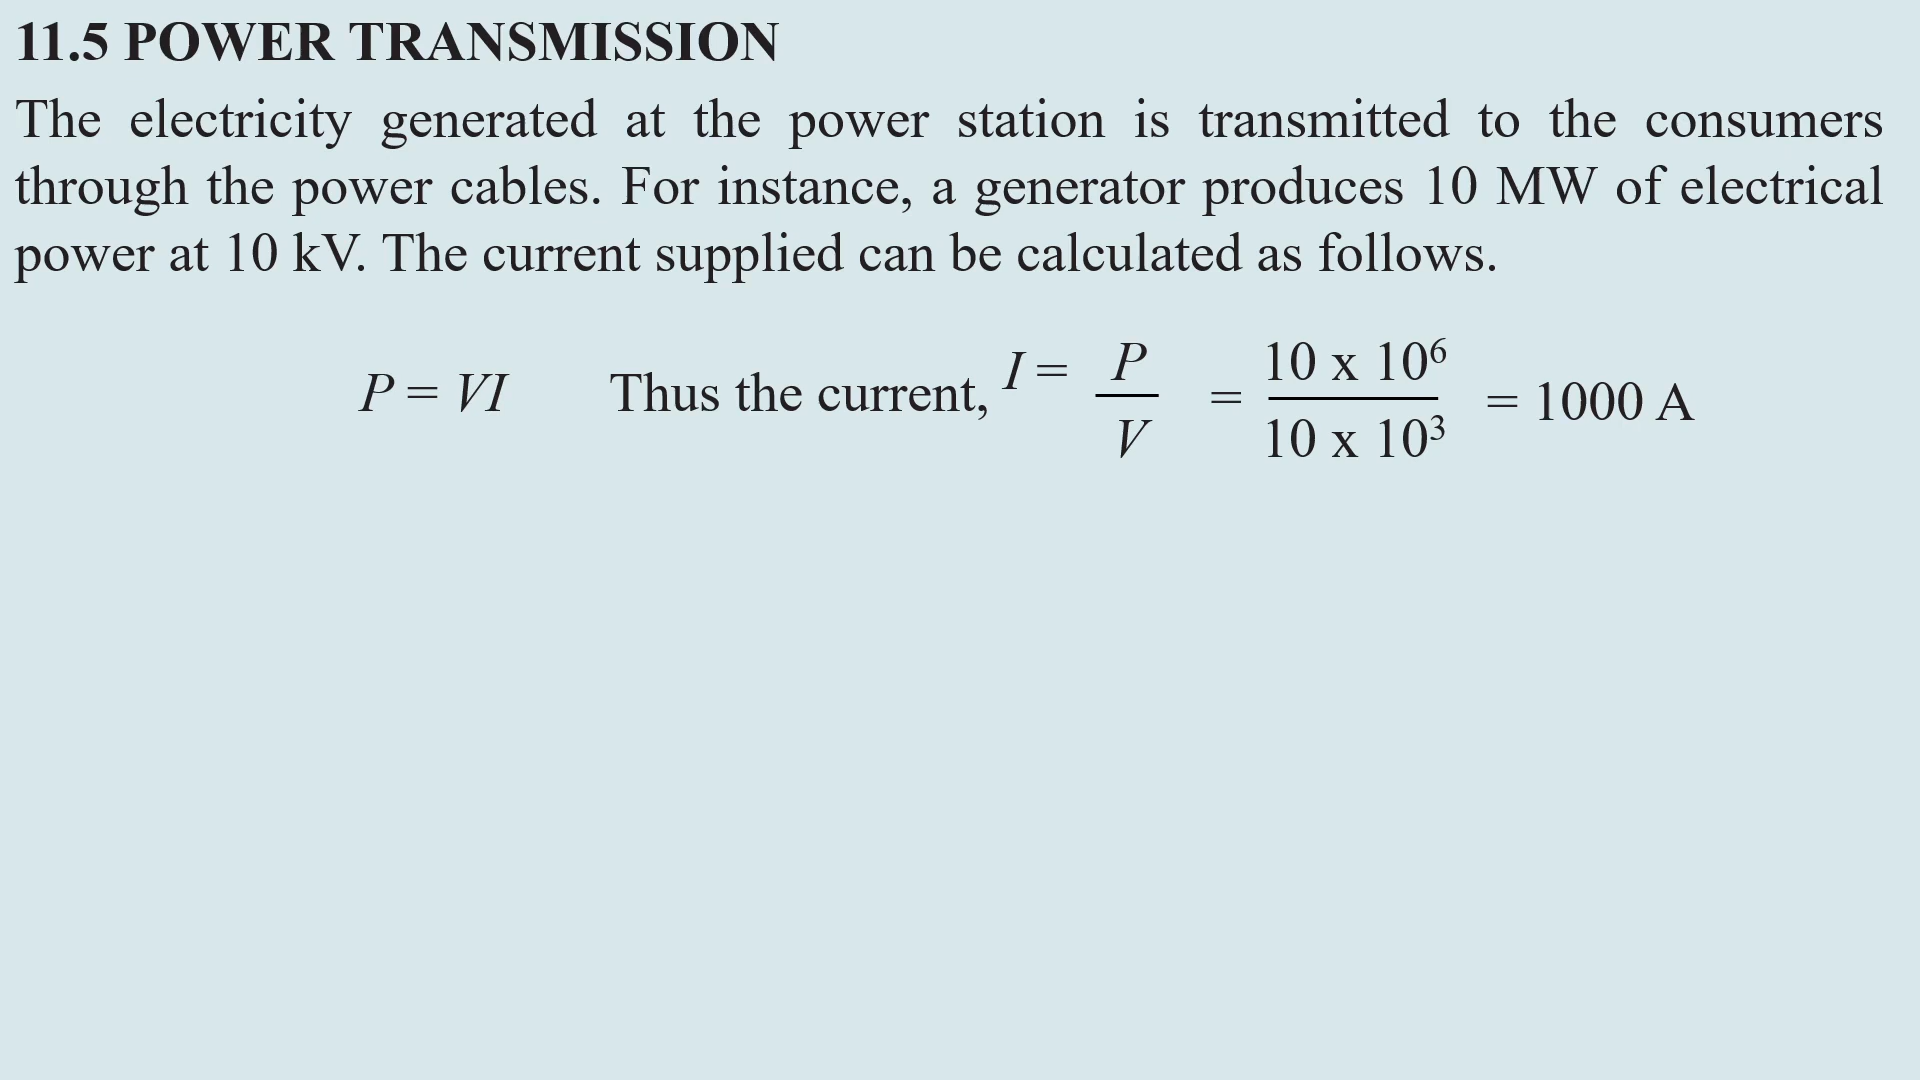 11.5 POWER TRANSMISSION
The electricity generated at the power station is transmitted to the consumers
through the power cables. For instance, a generator produces 10 MW of electrical
power at 10 kV. The current supplied can be calculated as follows.
P = VI Thus the current, I = P/V = 10 x 10⁶/10 x 10³ = 1000 A